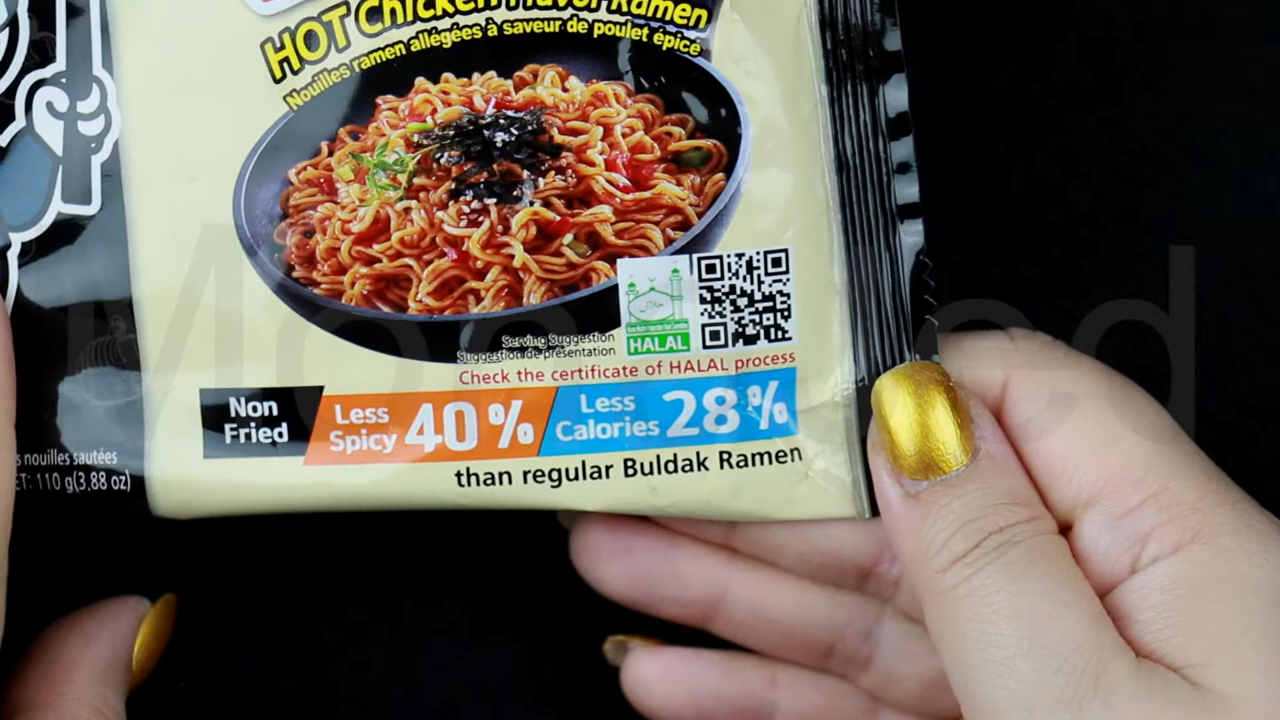 HOT Chicken Flavor Ramen
Nouilles ramen allégées à saveur de poulet épicé
HALAL
Serving Suggestion
Suggestion de présentation
Check the certificate of HALAL process
Non Fried
Less Spicy 40%
Less Calories 28%
than regular Buldak Ramen
s nouilles sautées
ET: 110 g(3,88 oz)